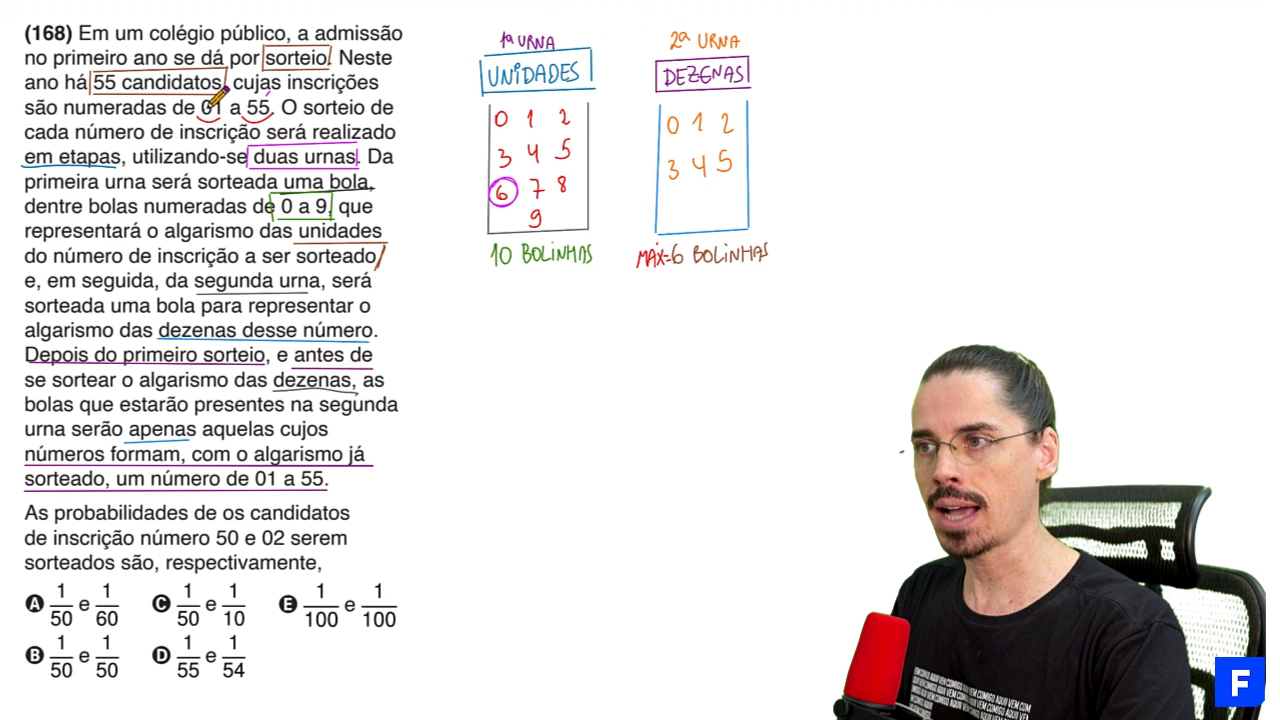 (168) Em um colégio público, a admissão
no primeiro ano se dá por sorteio. Neste
ano há 55 candidatos, cujas inscrições
são numeradas de 01 a 55. O sorteio de
cada número de inscrição será realizado
em etapas, utilizando-se duas urnas. Da
primeira urna será sorteada uma bola,
dentre bolas numeradas de 0 a 9, que
representará o algarismo das unidades
do número de inscrição a ser sorteado
e, em seguida, da segunda urna, será
sorteada uma bola para representar o
algarismo das dezenas desse número.
Depois do primeiro sorteio, e antes de
se sortear o algarismo das dezenas, as
bolas que estarão presentes na segunda
urna serão apenas aquelas cujos
números formam, com o algarismo já
sorteado, um número de 01 a 55.
As probabilidades de os candidatos
de inscrição número 50 e 02 serem
sorteados são, respectivamente,
A 1/50 e 1/60
C 1/50 e 1/10
E 1/100 e 1/100
B 1/50 e 1/50
D 1/55 e 1/54
1ª URNA
UNIDADES
0 1 2
3 4 5
6 7 8
9
10 BOLINHAS
2ª URNA
DEZENAS
0 1 2
3 4 5
MÁX=6 BOLINHAS
F